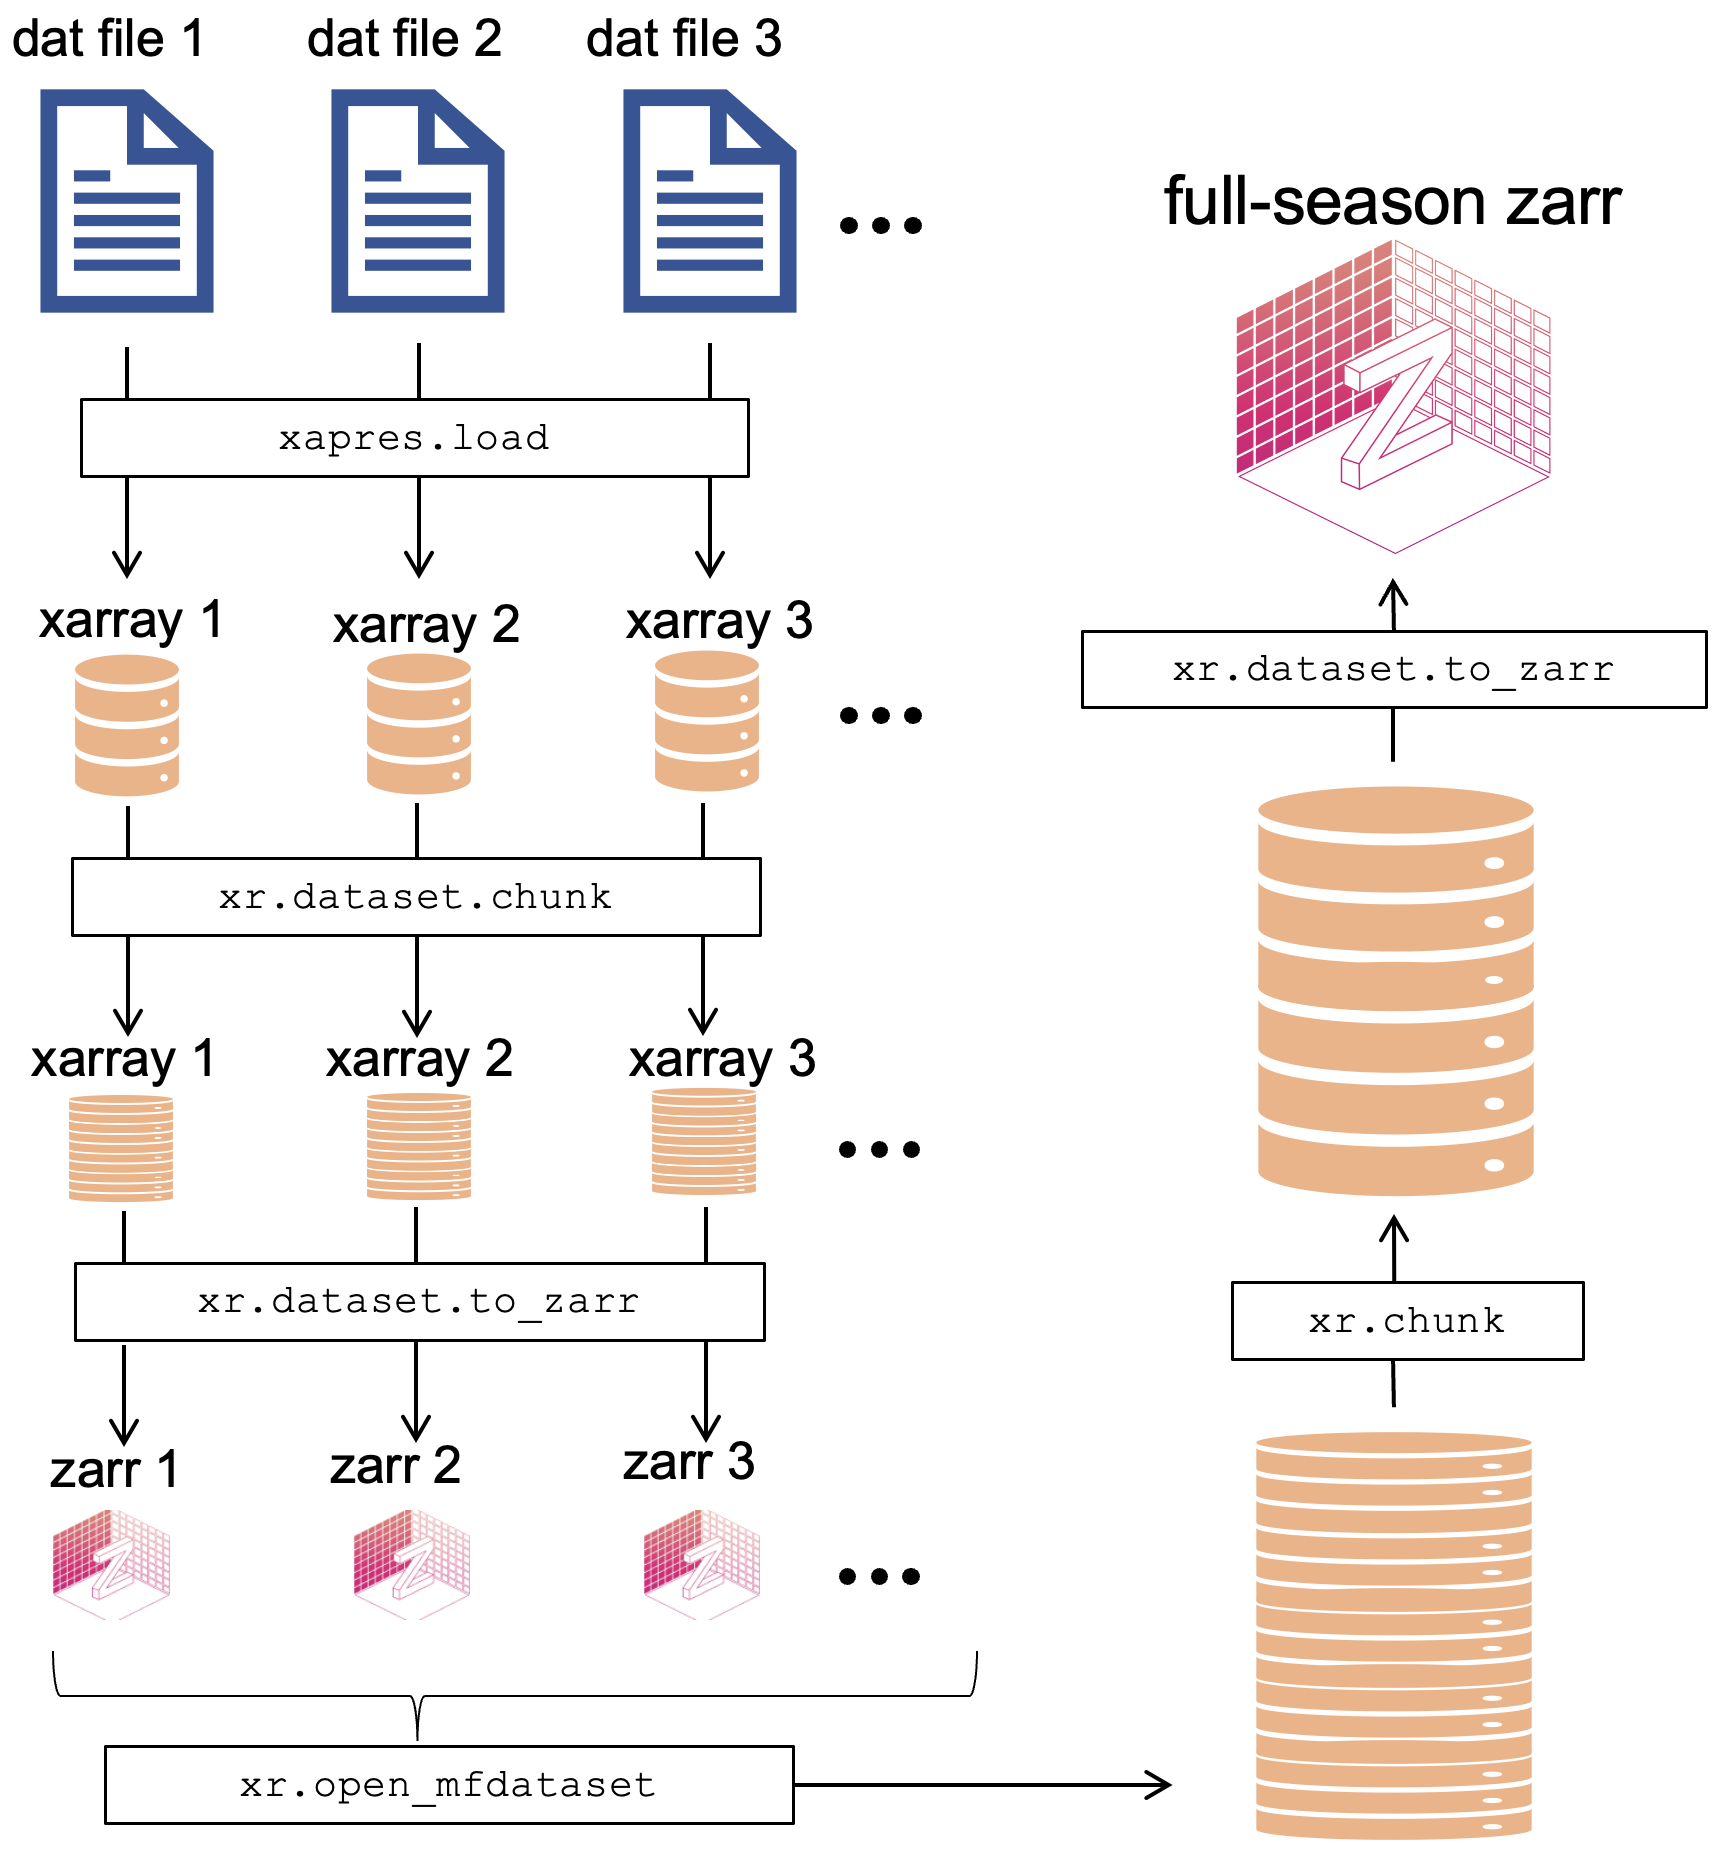 dat file 1
dat file 2
dat file 3
xapres.load
xarray 1
xarray 2
xarray 3
xr.dataset.chunk
xarray 1
xarray 2
xarray 3
xr.dataset.to_zarr
zarr 1
zarr 2
zarr 3
xr.open_mfdataset
xr.chunk
xr.dataset.to_zarr
full-season zarr